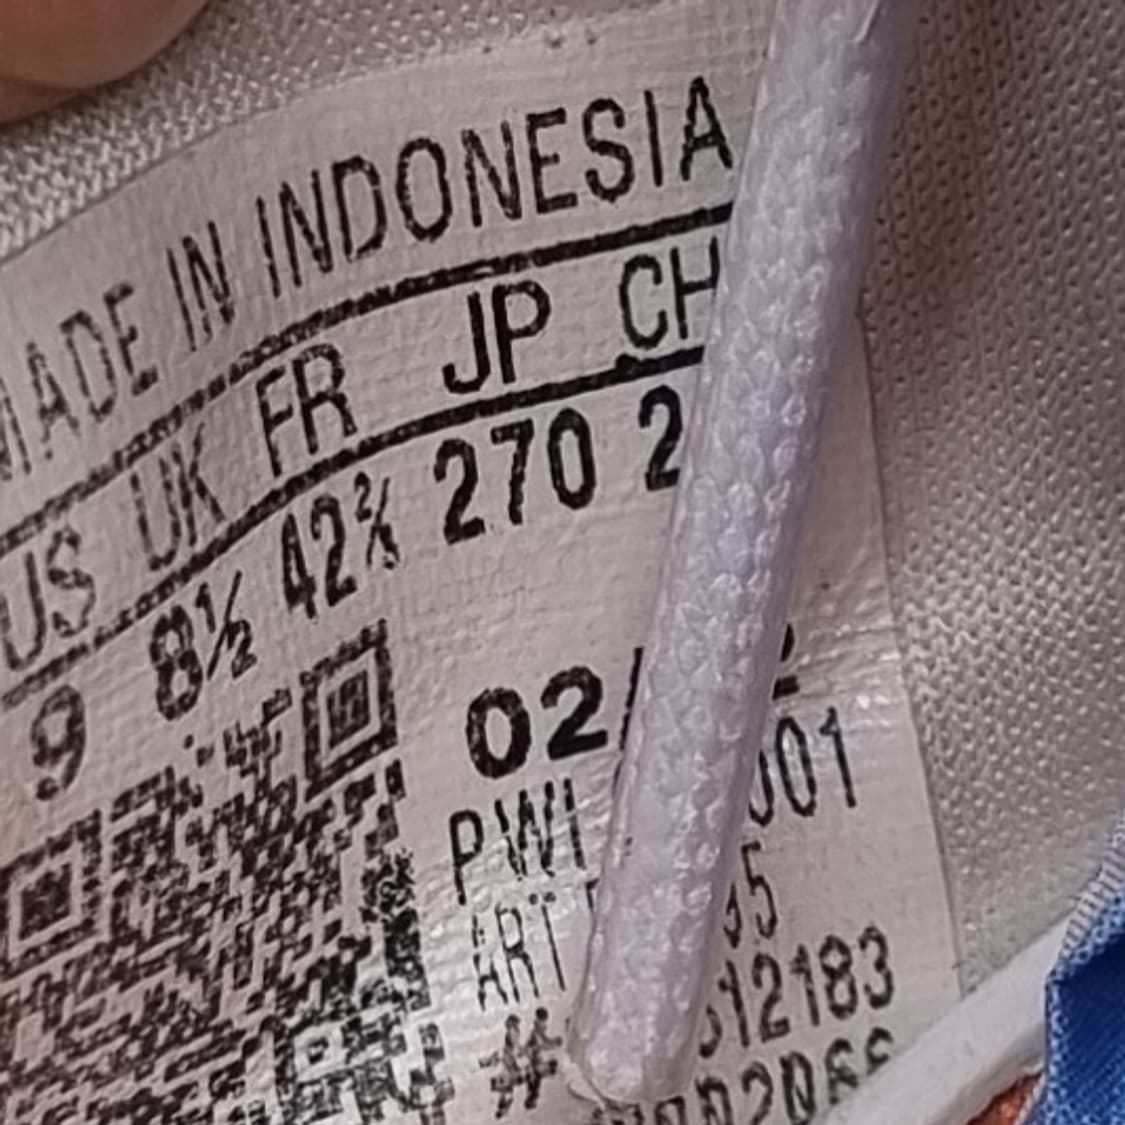 MADE IN INDONESIA
US UK FR JP CH
9 8½ 42⅔ 270 2
02/
PWI 001
ART
12183